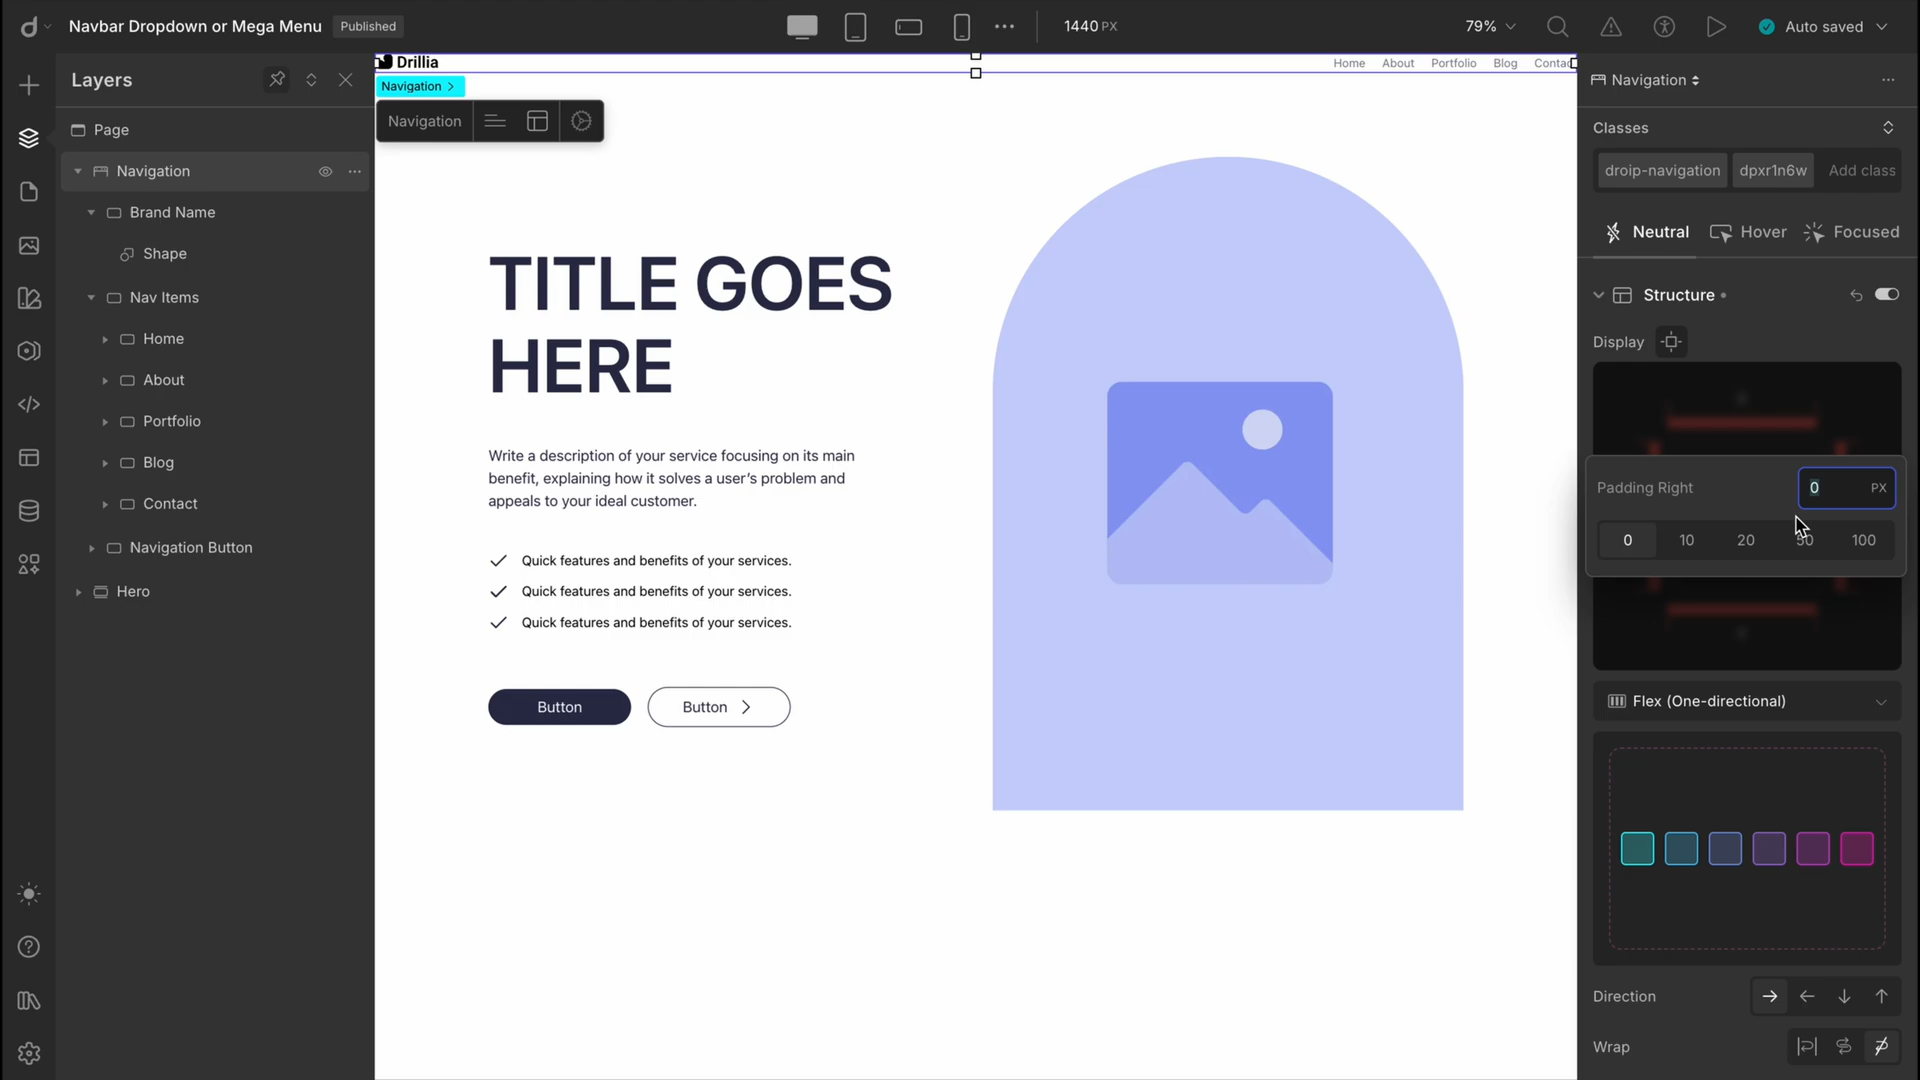 Navbar Dropdown or Mega Menu
Published
1440 PX
79%
Auto saved
Layers
Page
Navigation
Brand Name
Shape
Nav Items
Home
About
Portfolio
Blog
Contact
Navigation Button
Hero
Drillia
Home
About
Portfolio
Blog
Contac
Navigation
Navigation
TITLE GOES
HERE
Write a description of your service focusing on its main
benefit, explaining how it solves a user's problem and
appeals to your ideal customer.
Quick features and benefits of your services.
Quick features and benefits of your services.
Quick features and benefits of your services.
Button
Button
Navigation
Classes
droip-navigation
dpxr1n6w
Add class
Neutral
Hover
Focused
Structure
Display
Padding Right
0
PX
0
10
20
50
100
Flex (One-directional)
Direction
Wrap